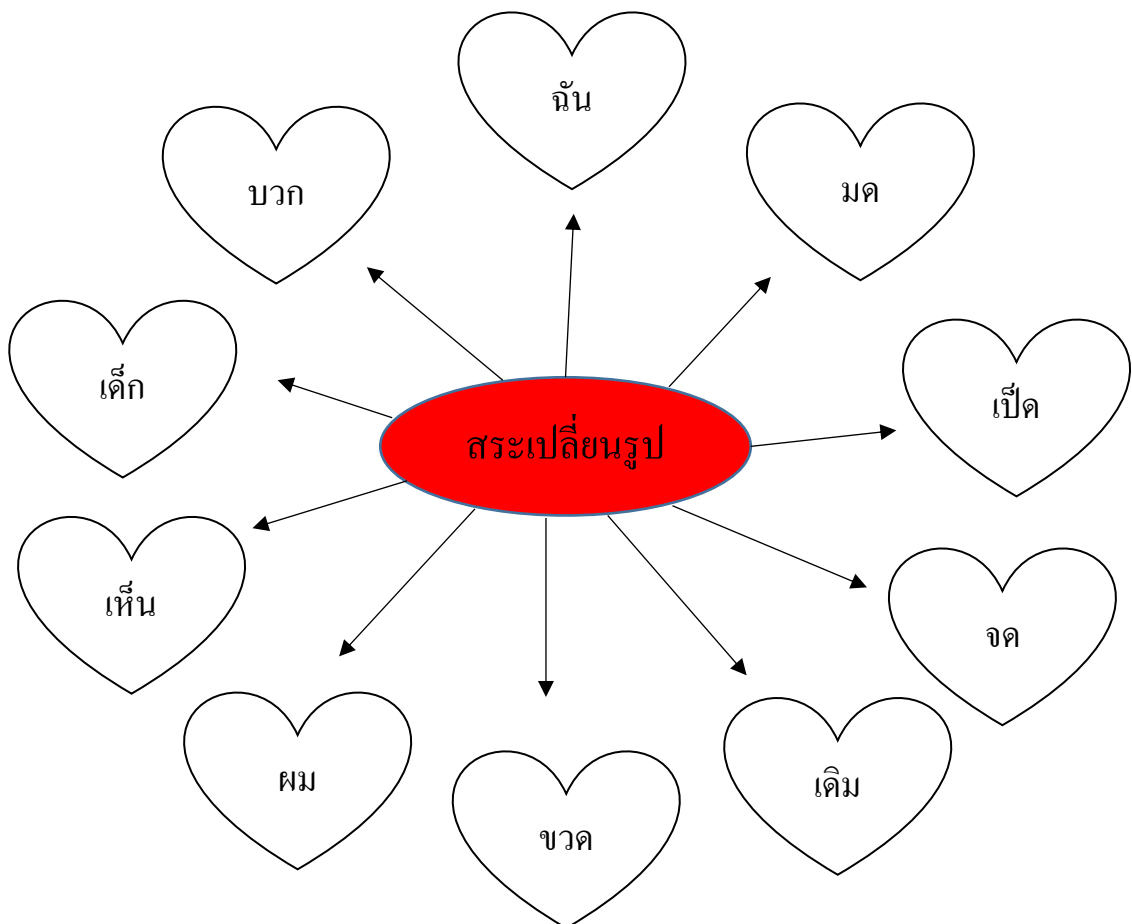 ฉัน
บวก
มด
เด็ก
เป็ด
สระเปลี่ยนรูป
เห็น
จด
ผม
เดิม
ขวด